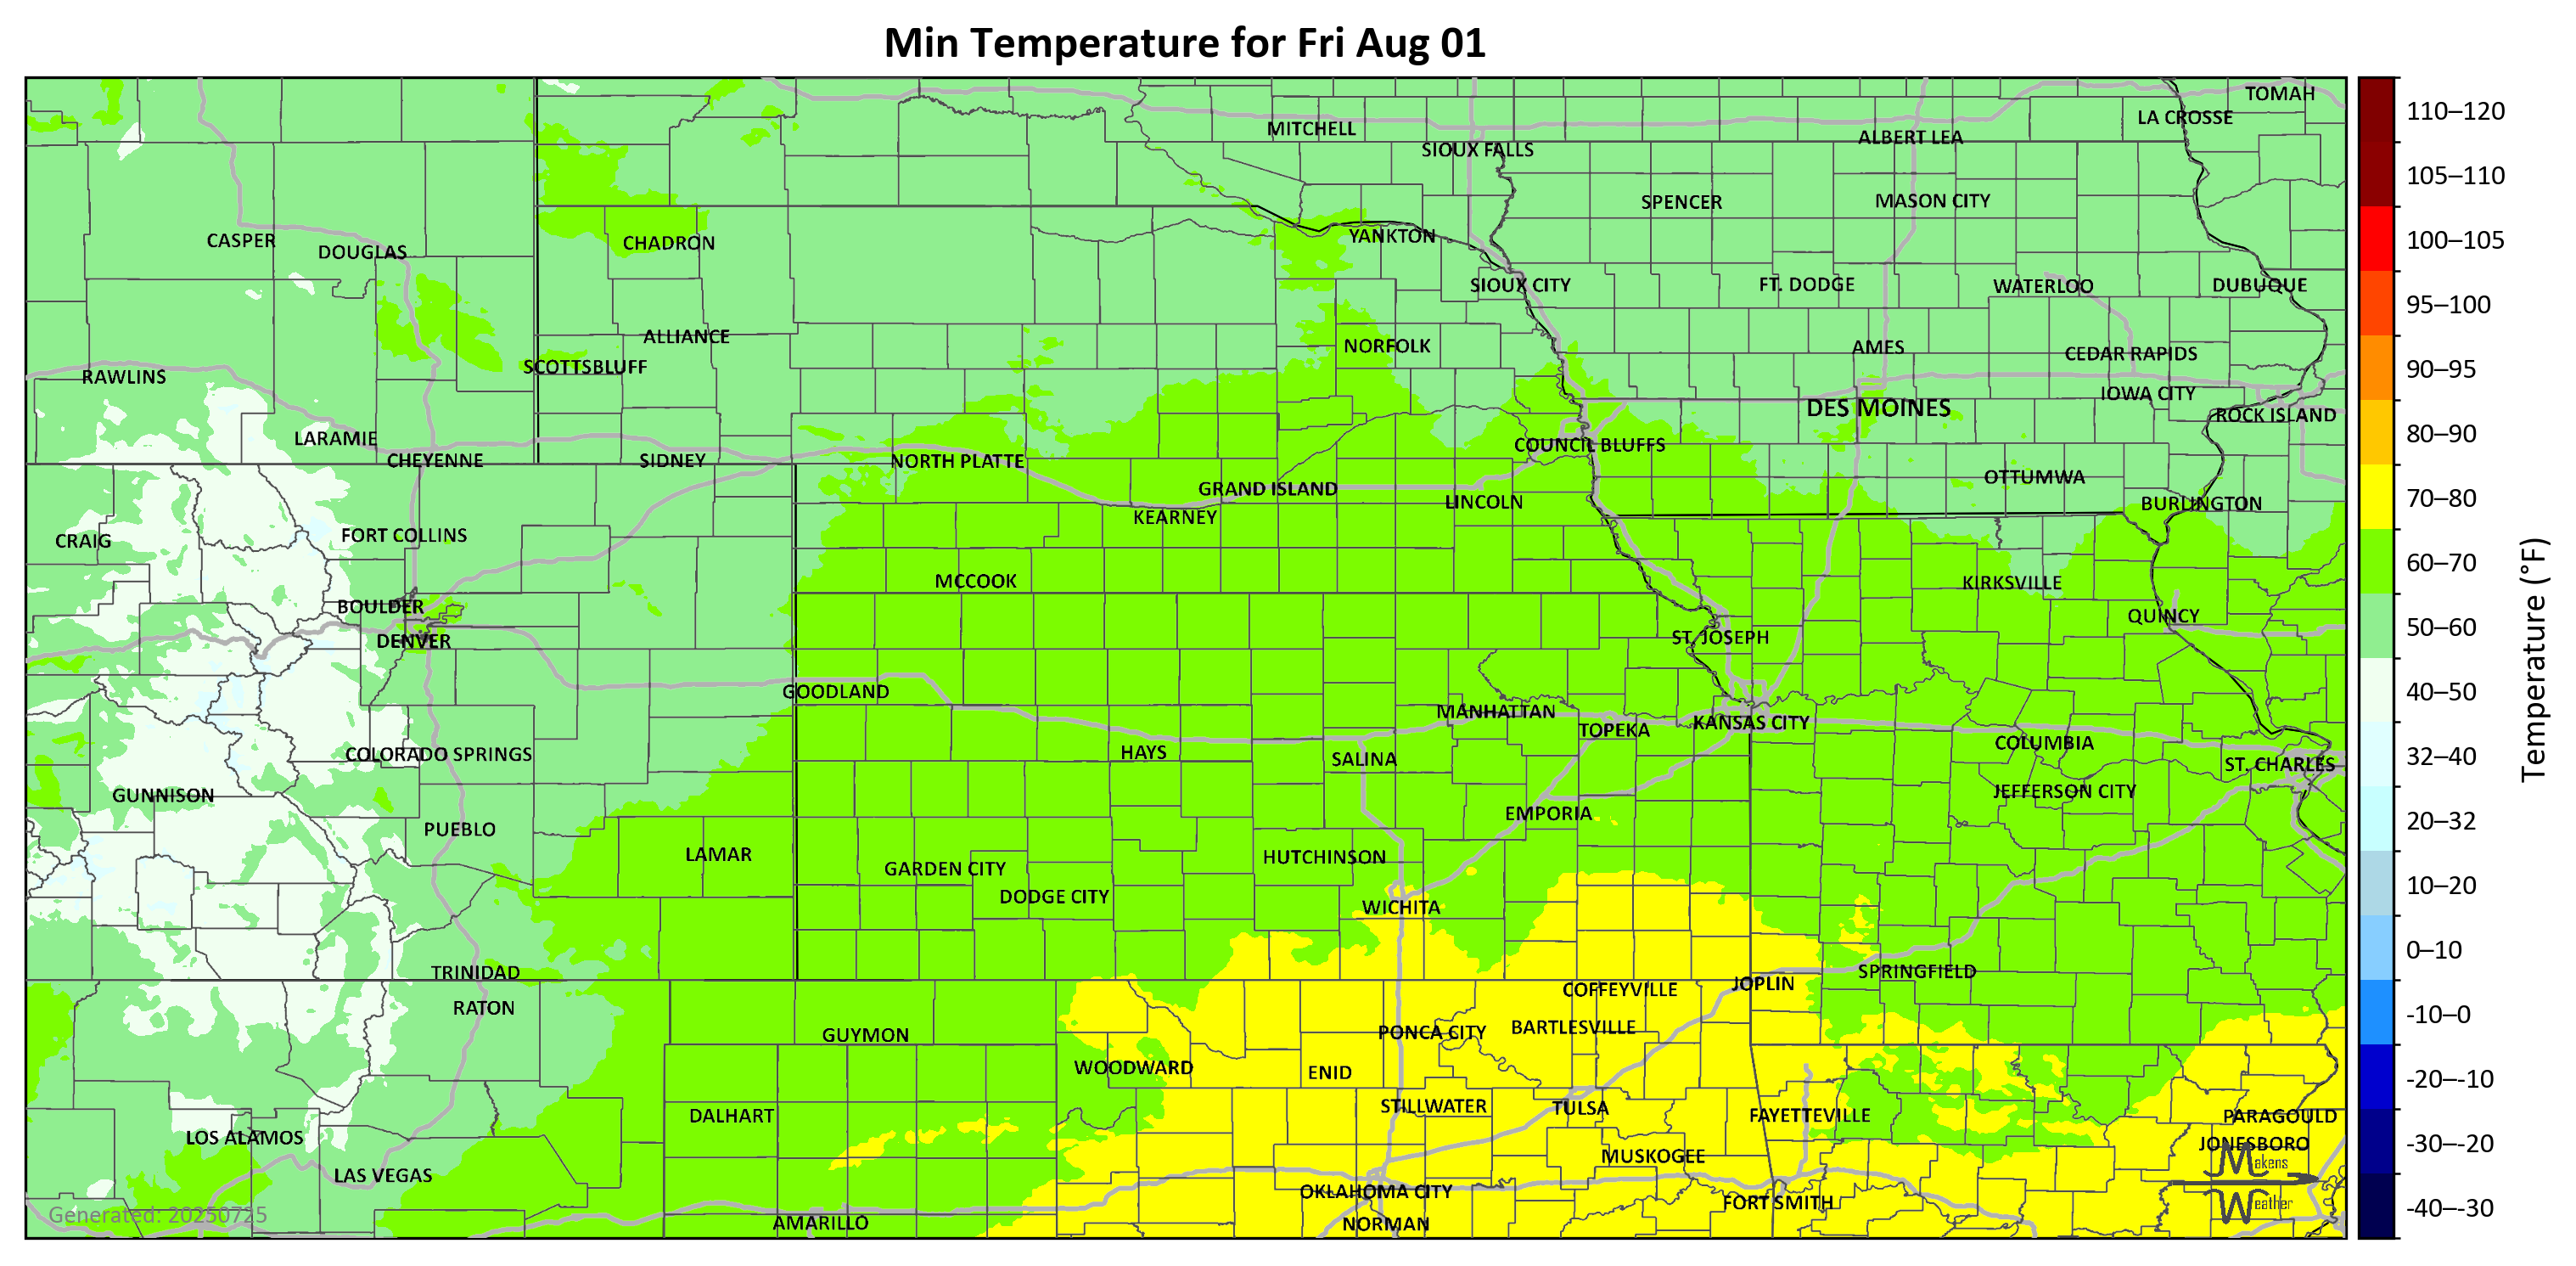 Min Temperature for Fri Aug 01
TOMAH
LA CROSSE
MITCHELL
ALBERT LEA
SIOUX FALLS
SPENCER
MASON CITY
CASPER
DOUGLAS
CHADRON
YANKTON
SIOUX CITY
FT. DODGE
WATERLOO
DUBUQUE
ALLIANCE
NORFOLK
AMES
CEDAR RAPIDS
SCOTTSBLUFF
RAWLINS
IOWA CITY
DES MOINES
ROCK ISLAND
LARAMIE
COUNCIL BLUFFS
CHEYENNE
SIDNEY
NORTH PLATTE
OTTUMWA
GRAND ISLAND
LINCOLN
BURLINGTON
KEARNEY
FORT COLLINS
CRAIG
MCCOOK
KIRKSVILLE
BOULDER
QUINCY
DENVER
ST. JOSEPH
GOODLAND
MANHATTAN
KANSAS CITY
TOPEKA
COLUMBIA
HAYS
COLORADO SPRINGS
SALINA
ST. CHARLES
GUNNISON
JEFFERSON CITY
EMPORIA
PUEBLO
LAMAR
HUTCHINSON
GARDEN CITY
DODGE CITY
WICHITA
TRINIDAD
SPRINGFIELD
JOPLIN
COFFEYVILLE
RATON
BARTLESVILLE
PONCA CITY
GUYMON
WOODWARD
ENID
STILLWATER
TULSA
DALHART
FAYETTEVILLE
PARAGOULD
LOS ALAMOS
JONESBORO
MUSKOGEE
LAS VEGAS
OKLAHOMA CITY
FORT SMITH
AMARILLO
NORMAN
Makens
Weather
Generated: 20250725
110–120
105–110
100–105
95–100
90–95
80–90
70–80
60–70
50–60
40–50
32–40
20–32
10–20
0–10
-10–0
-20–-10
-30–-20
-40–-30
Temperature (°F)